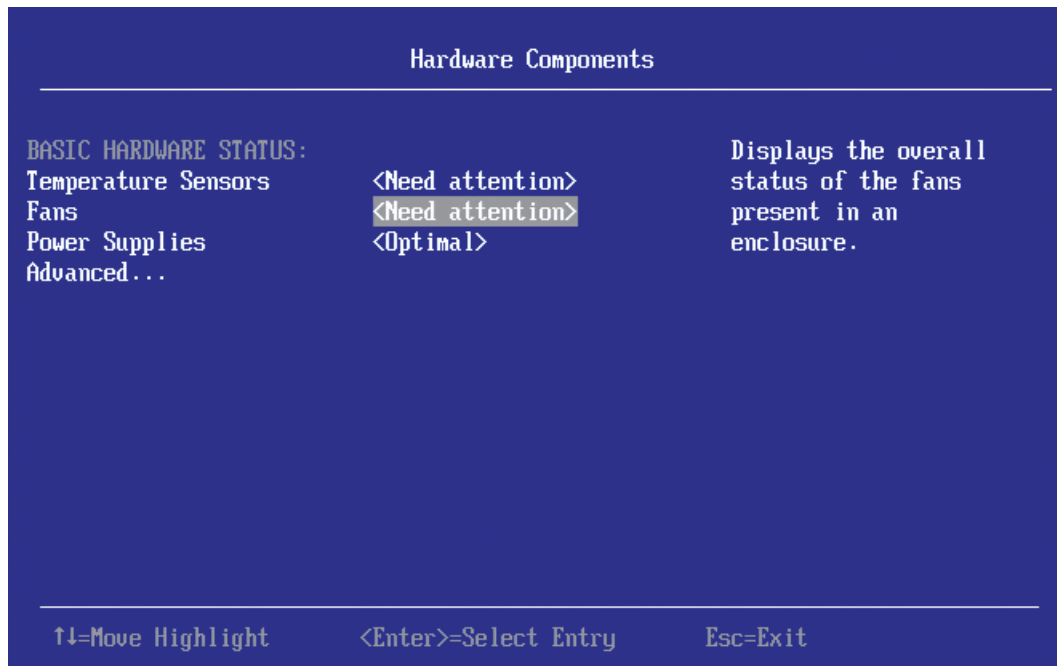 Hardware Components
BASIC HARDWARE STATUS:
Temperature Sensors <Need attention>
Fans <Need attention>
Power Supplies <Optimal>
Advanced...
Displays the overall
status of the fans
present in an
enclosure.
↑↓=Move Highlight <Enter>=Select Entry Esc=Exit